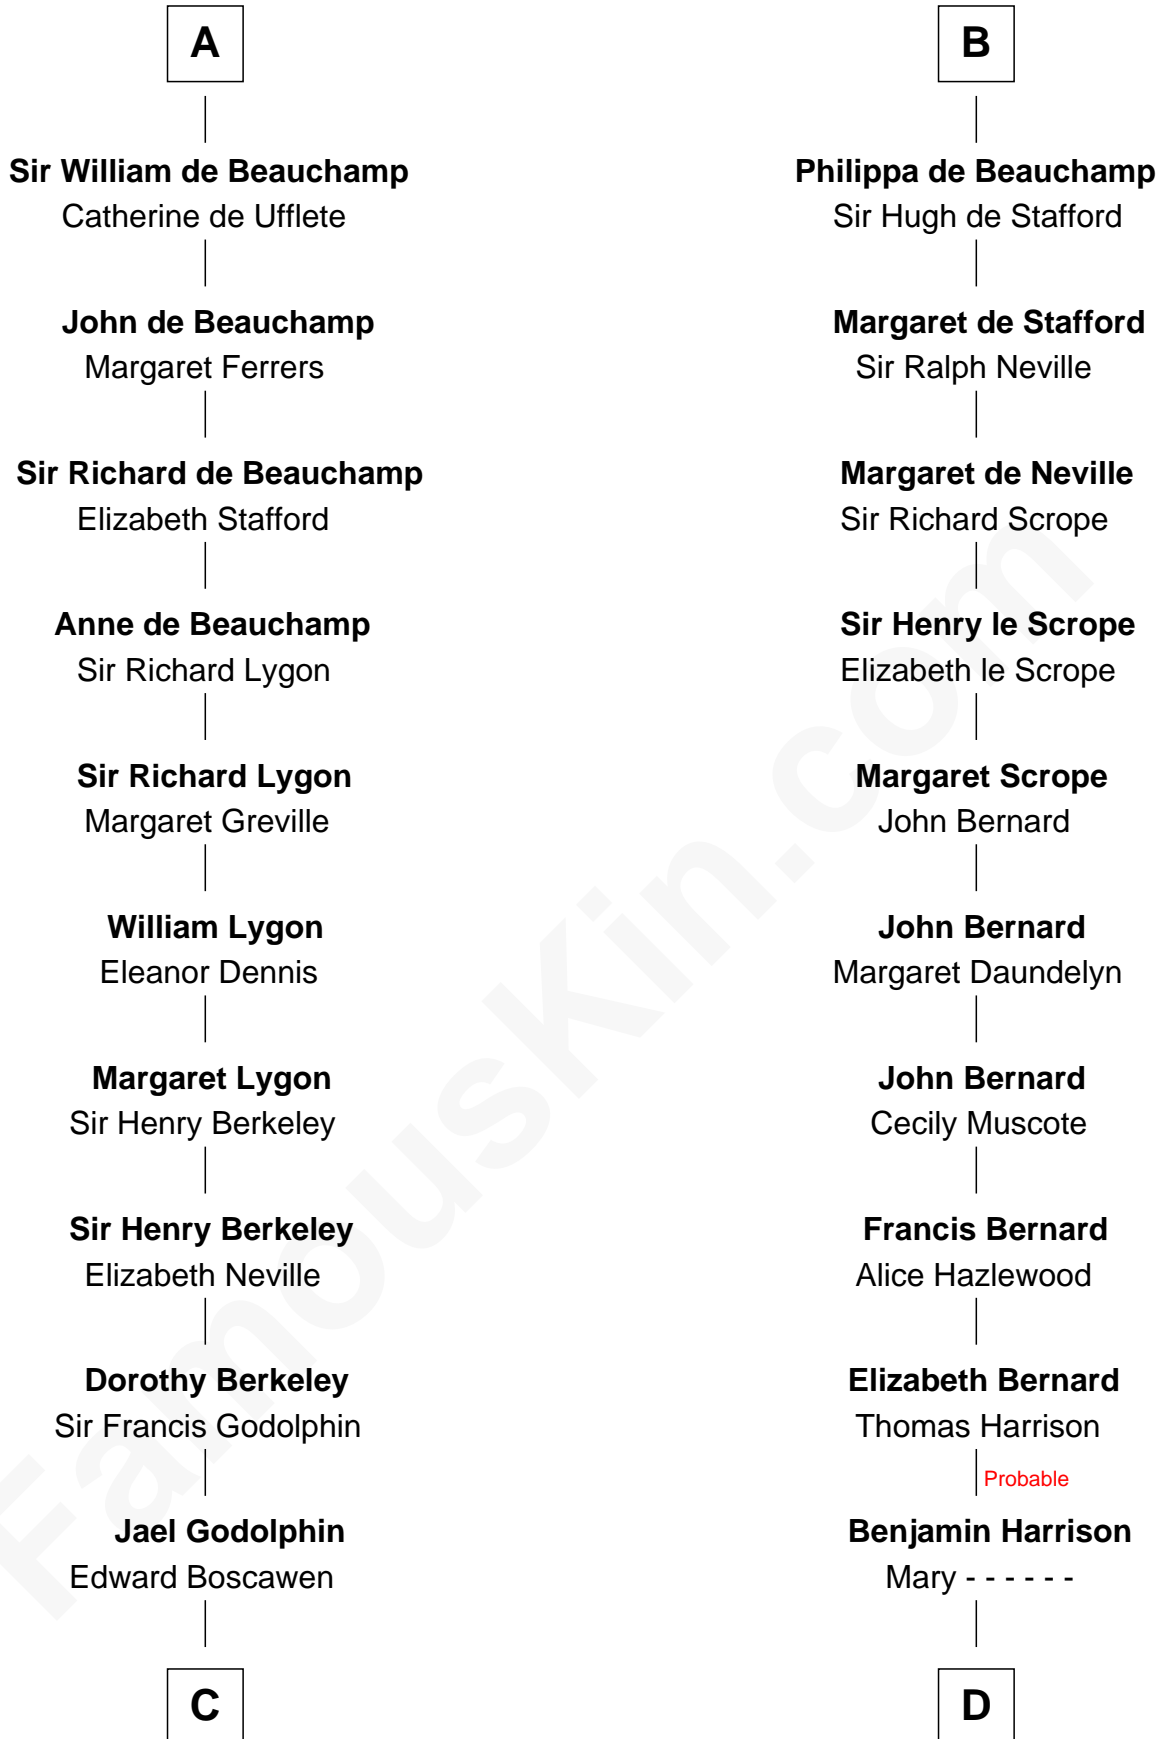 A
Sir William de Beauchamp
Catherine de Ufflete
John de Beauchamp
Margaret Ferrers
Sir Richard de Beauchamp
Elizabeth Stafford
Anne de Beauchamp
Sir Richard Lygon
Sir Richard Lygon
Margaret Greville
William Lygon
Eleanor Dennis
Margaret Lygon
Sir Henry Berkeley
Sir Henry Berkeley
Elizabeth Neville
Dorothy Berkeley
Sir Francis Godolphin
Jael Godolphin
Edward Boscawen
C
B
Philippa de Beauchamp
Sir Hugh de Stafford
Margaret de Stafford
Sir Ralph Neville
Margaret de Neville
Sir Richard Scrope
Sir Henry le Scrope
Elizabeth le Scrope
Margaret Scrope
John Bernard
John Bernard
Margaret Daundelyn
John Bernard
Cecily Muscote
Francis Bernard
Alice Hazlewood
Elizabeth Bernard
Thomas Harrison
Probable
Benjamin Harrison
Mary - - - - - -
D
FamousKin.com